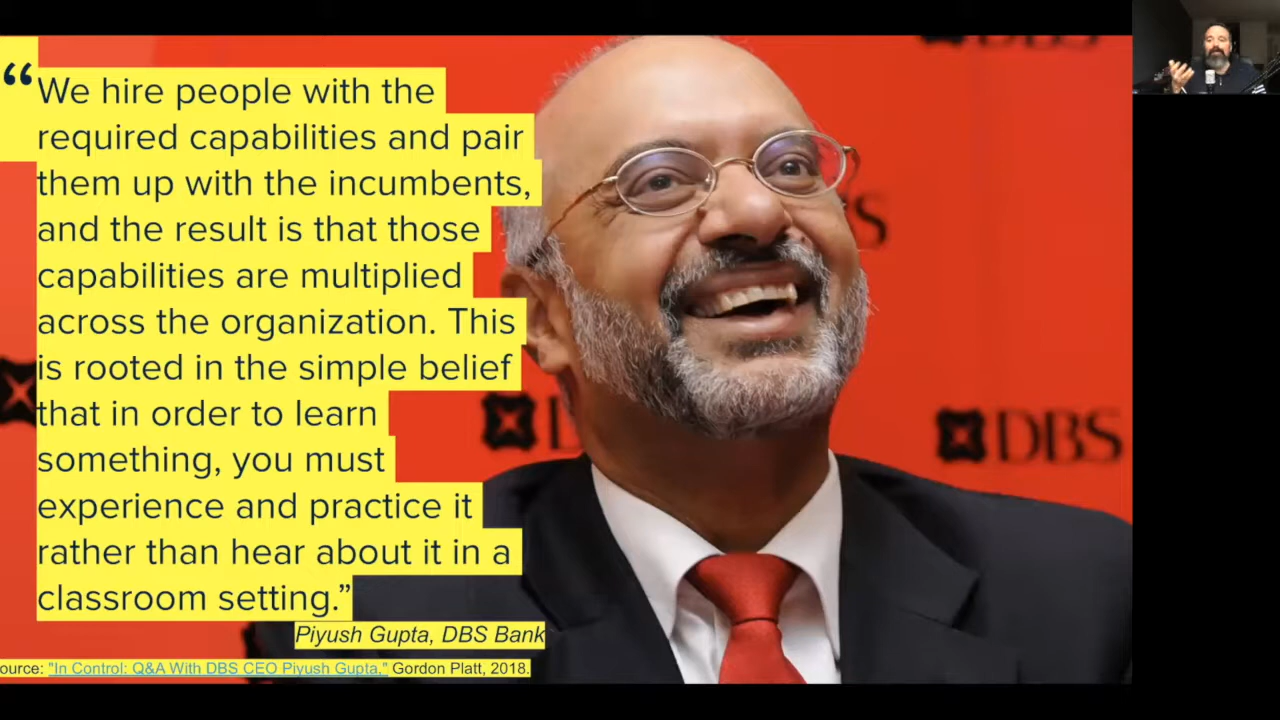 “We hire people with the
required capabilities and pair
them up with the incumbents,
and the result is that those
capabilities are multiplied
across the organization. This
is rooted in the simple belief
that in order to learn
something, you must
experience and practice it
rather than hear about it in a
classroom setting.”
Piyush Gupta, DBS Bank
ource: "In Control: Q&A With DBS CEO Piyush Gupta," Gordon Platt, 2018.
DBS